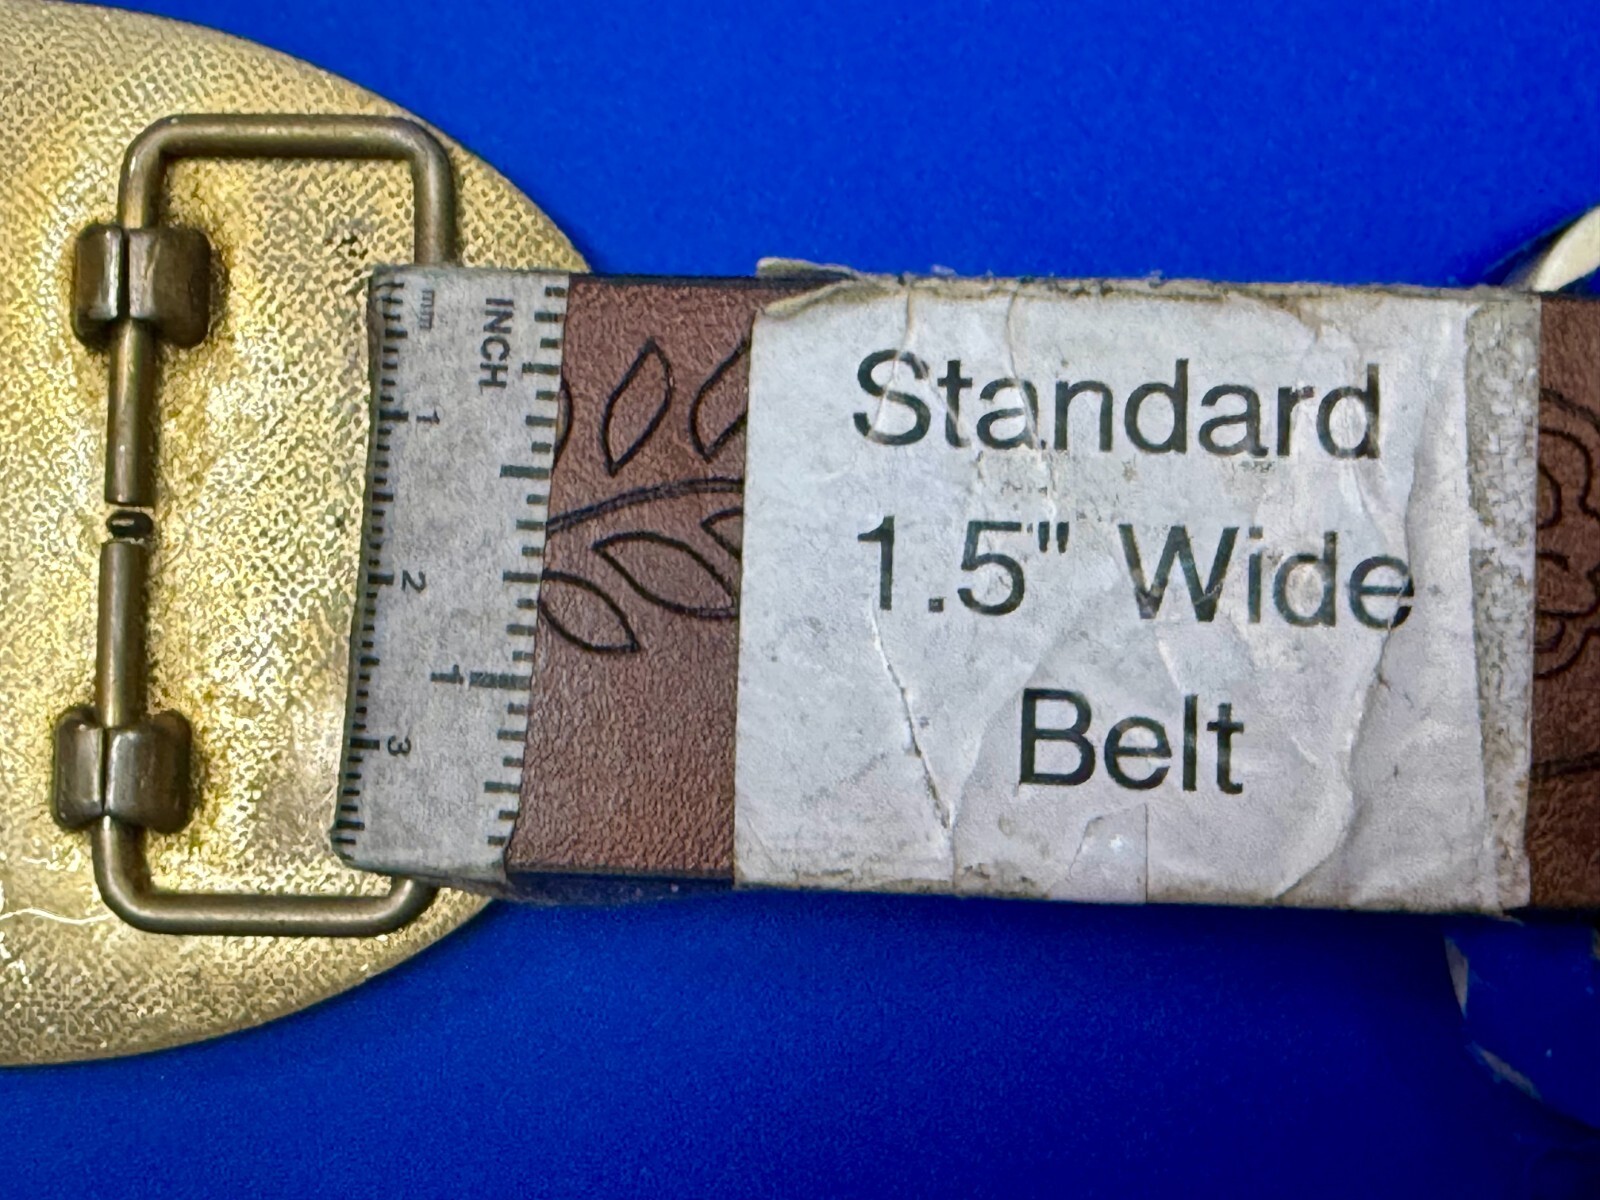 mm
INCH
1
2
1
3
Standard
1.5" Wide
Belt